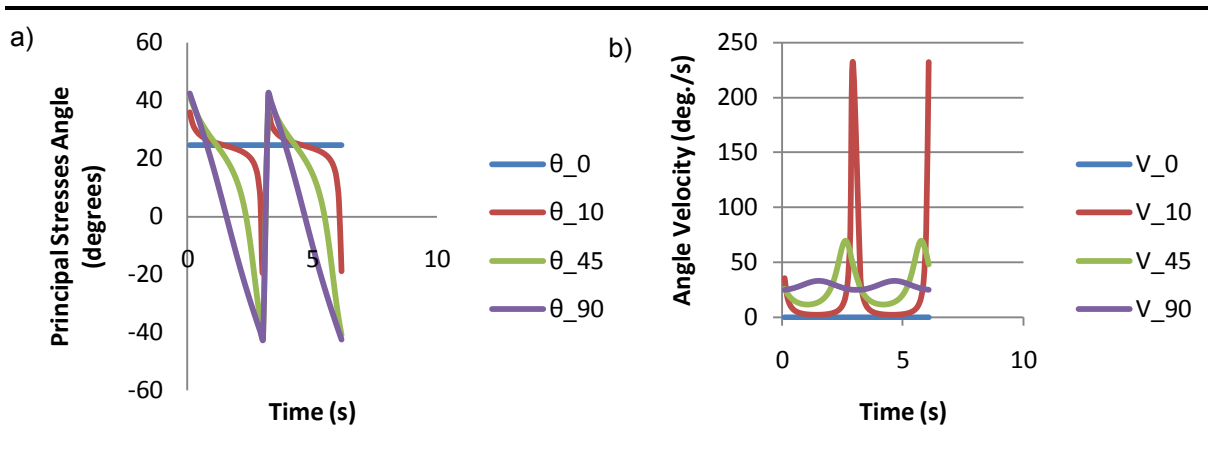 a)
Principal Stresses Angle
(degrees)
60
40
20
0
-20
-40
-60
0
5
10
Time (s)
θ_0
θ_10
θ_45
θ_90
b)
Angle Velocity (deg./s)
250
200
150
100
50
0
0
5
10
Time (s)
V_0
V_10
V_45
V_90